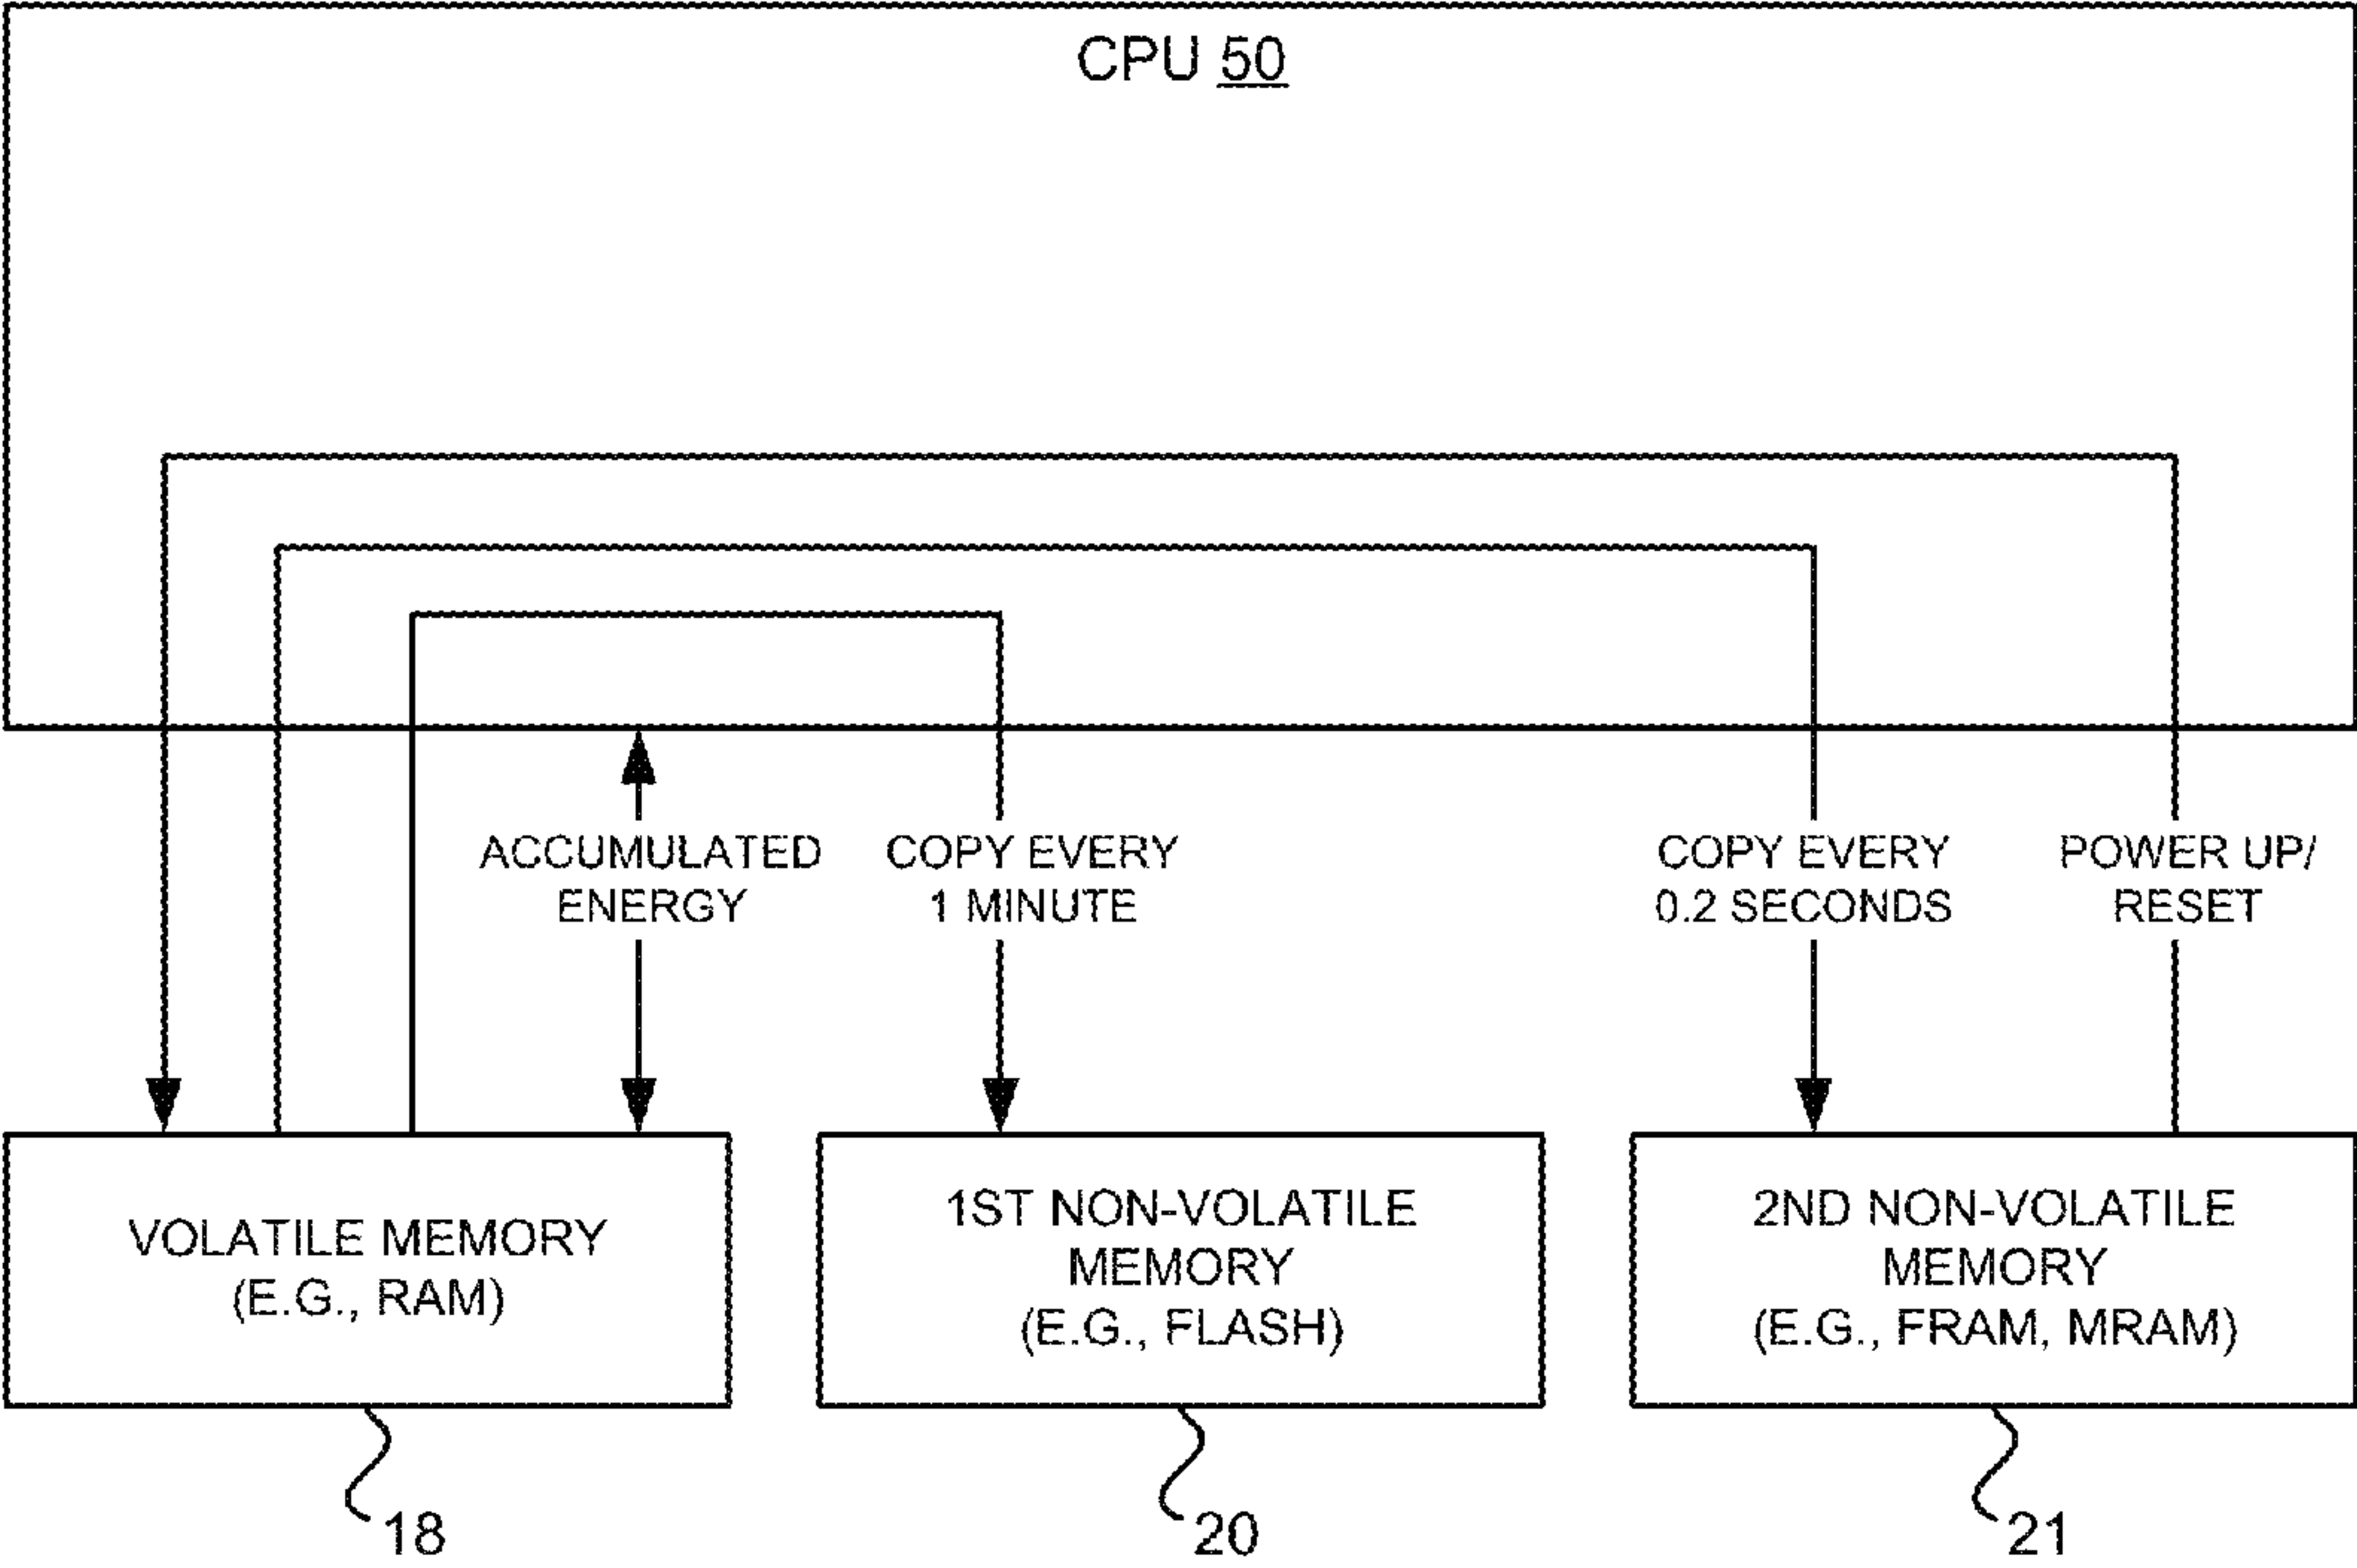 CPU 50
ACCUMULATED
ENERGY
COPY EVERY
1 MINUTE
COPY EVERY
0.2 SECONDS
POWER UP/
RESET
VOLATILE MEMORY
(E.G., RAM)
1ST NON-VOLATILE
MEMORY
(E.G., FLASH)
2ND NON-VOLATILE
MEMORY
(E.G., FRAM, MRAM)
18
20
21